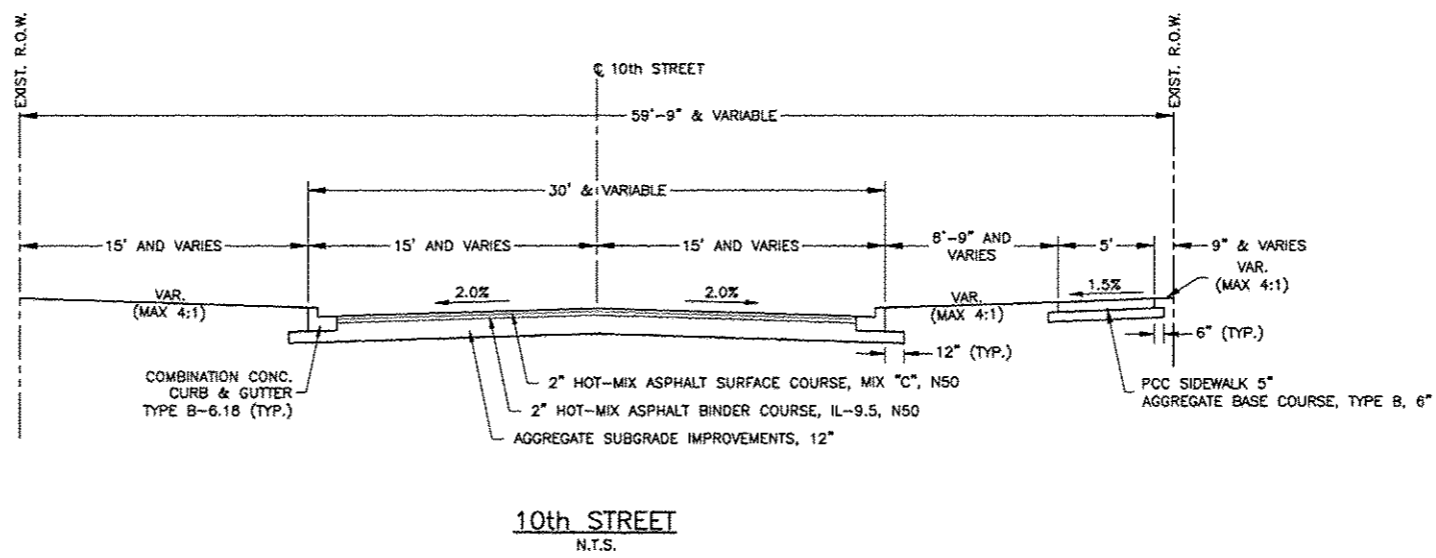 EXIST. R.O.W.
EXIST. R.O.W.
℄ 10th STREET
59'-9" & VARIABLE
30' & VARIABLE
15' AND VARIES
15' AND VARIES
15' AND VARIES
8'-9" AND
VARIES
5'
9" & VARIES
VAR.
(MAX 4:1)
VAR.
(MAX 4:1)
2.0%
2.0%
VAR.
(MAX 4:1)
1.5%
6" (TYP.)
12" (TYP.)
COMBINATION CONC.
CURB & GUTTER
TYPE B-6.18 (TYP.)
2" HOT-MIX ASPHALT SURFACE COURSE, MIX "C", N50
2" HOT-MIX ASPHALT BINDER COURSE, IL-9.5, N50
AGGREGATE SUBGRADE IMPROVEMENTS, 12"
PCC SIDEWALK 5"
AGGREGATE BASE COURSE, TYPE B, 6"
10th STREET
N.T.S.